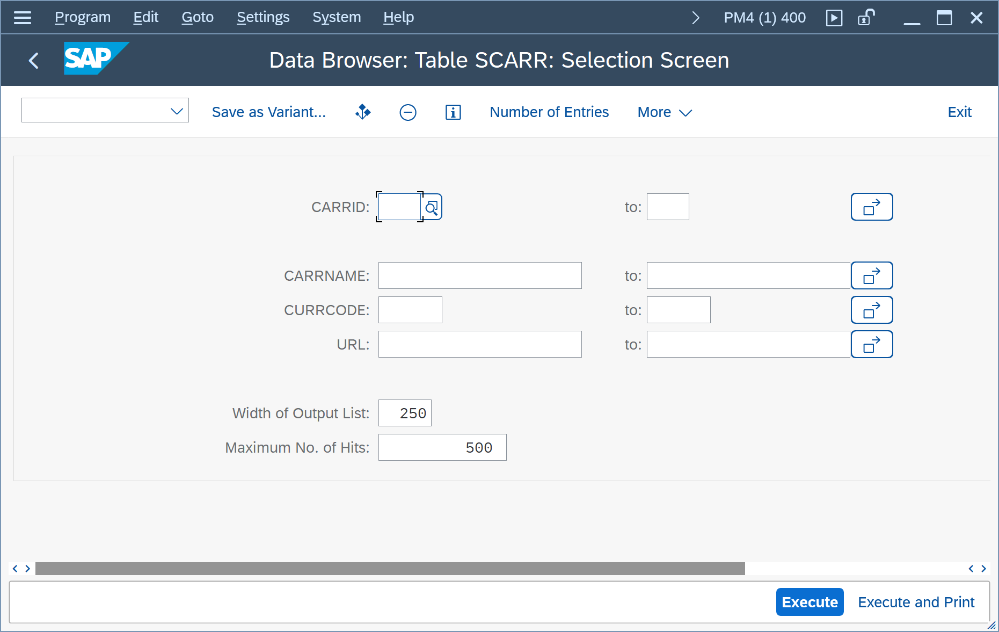 Program Edit Goto Settings System Help PM4 (1) 400
SAP Data Browser: Table SCARR: Selection Screen
Save as Variant... Number of Entries More Exit
CARRID: to:
CARRNAME: to:
CURRCODE: to:
URL: to:
Width of Output List: 250
Maximum No. of Hits: 500
Execute Execute and Print